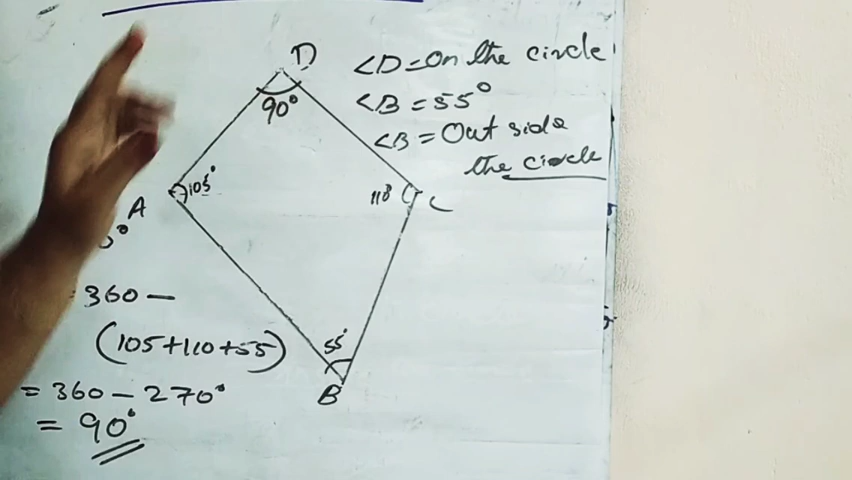 D
∠D=On the circle
90°
∠B=55°
∠B=Out side
the circle
105°
110°
A
C
360—
(105+110+55)
55°
=360-270°
B
=90°